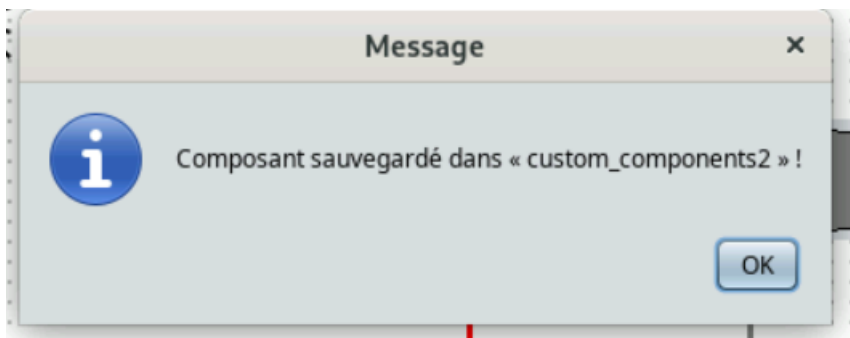 Message
Composant sauvegardé dans « custom_components2 » !
OK